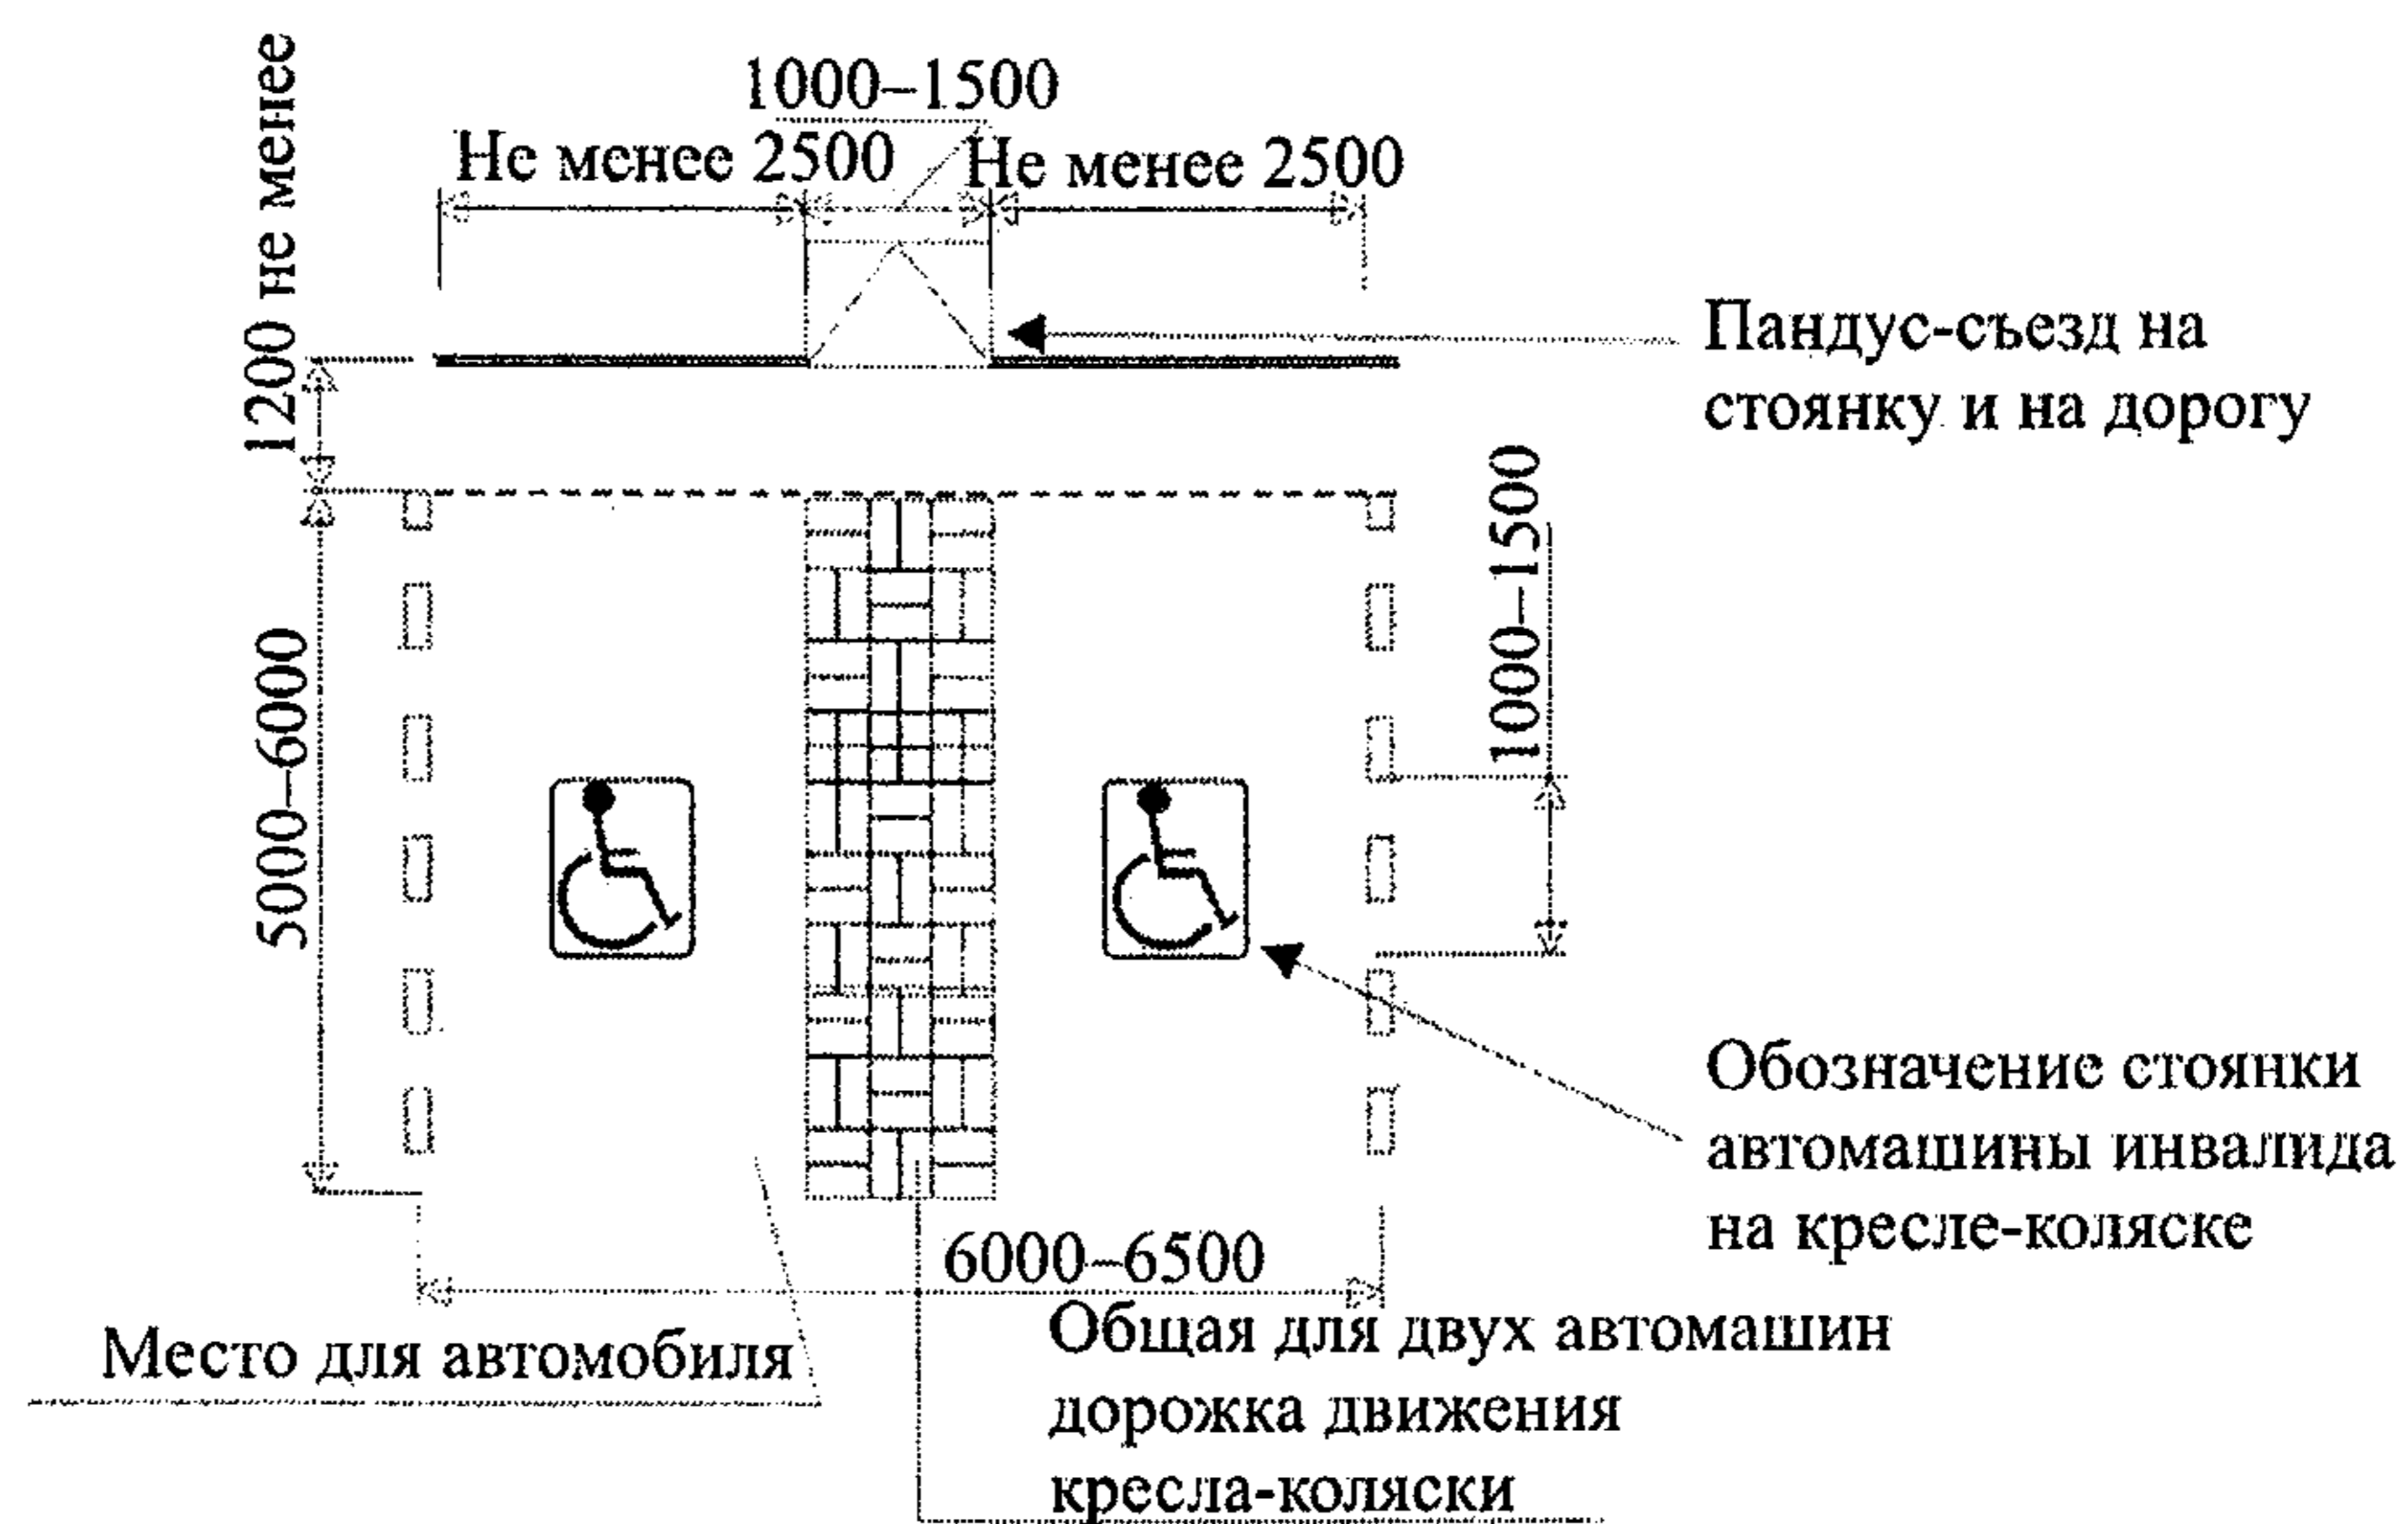 1000–1500
Не менее 2500
Не менее 2500
1200 не менее
Пандус-съезд на
стоянку и на дорогу
1000–1500
5000–6000
Обозначение стоянки
автомашины инвалида
на кресле-коляске
6000–6500
Место для автомобиля
Общая для двух автомашин
дорожка движения
кресла-коляски